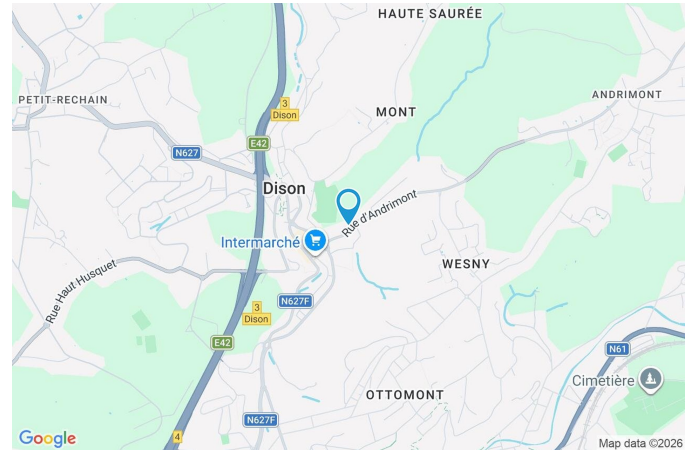 HAUTE SAURÉE
PETIT-RECHAIN
ANDRIMONT
3
Dison
MONT
E42
N627
Dison
Rue d'Andrimont
Intermarché
WESNY
Rue Haut Husquet
N627F
3
Dison
E42
N61
Cimetière
OTTOMONT
N627F
4
Google
Map data ©2026